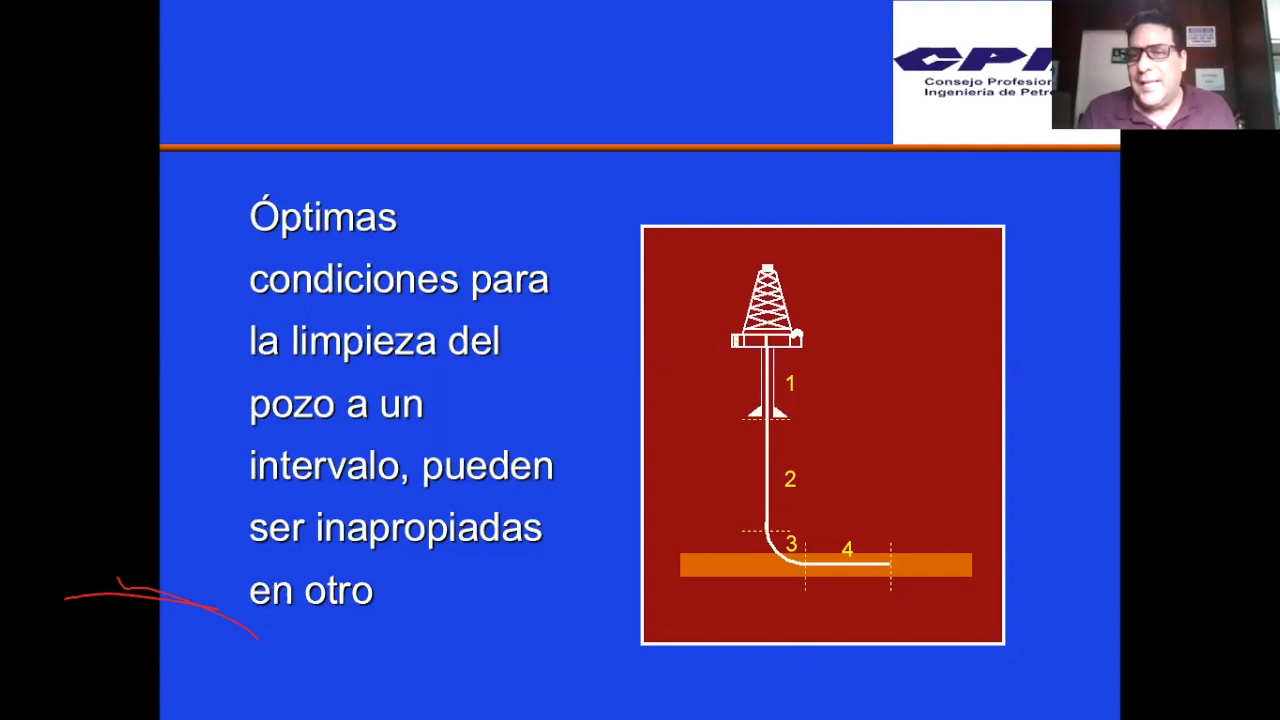 CPI
Consejo Profesion
Ingeniería de Petr
Óptimas
condiciones para
la limpieza del
pozo a un
intervalo, pueden
ser inapropiadas
en otro
1
2
3
4